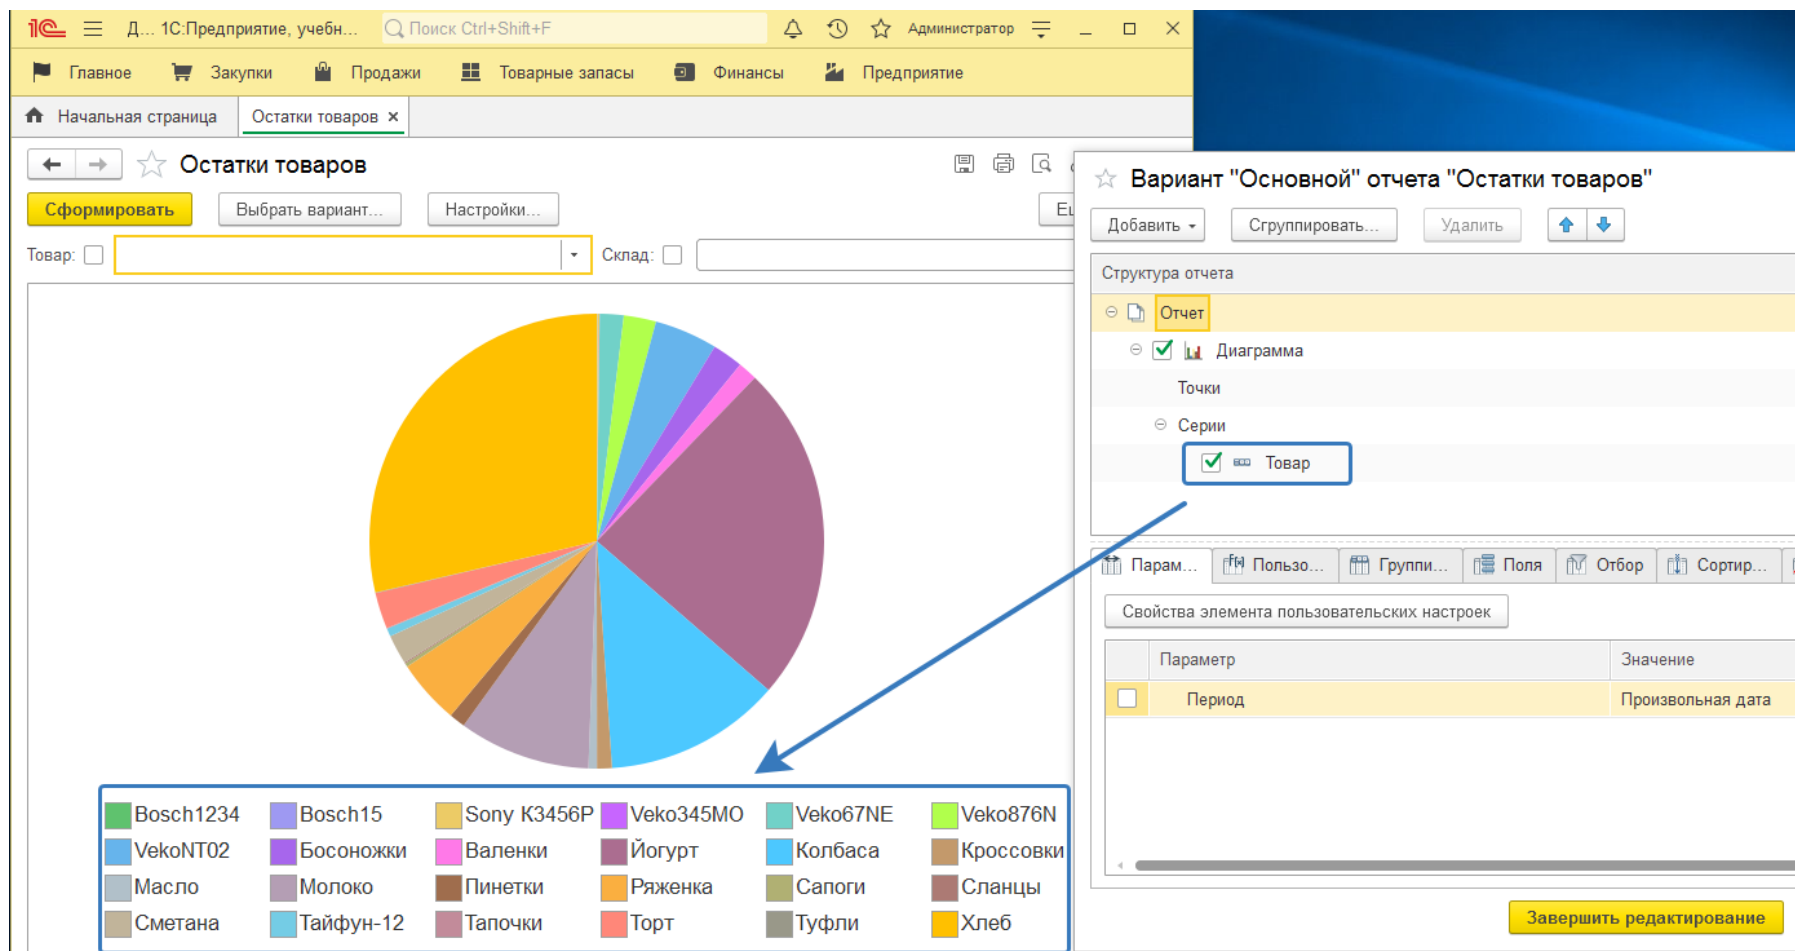 1С Д... 1С:Предприятие, учебн... Поиск Ctrl+Shift+F Администратор
Главное Закупки Продажи Товарные запасы Финансы Предприятие
Начальная страница Остатки товаров ×
Остатки товаров
Сформировать Выбрать вариант... Настройки...
Товар: Склад:
Bosch1234 Bosch15 Sony K3456P Veko345MO Veko67NE Veko876N
VekoNT02 Босоножки Валенки Йогурт Колбаса Кроссовки
Масло Молоко Пинетки Ряженка Сапоги Сланцы
Сметана Тайфун-12 Тапочки Торт Туфли Хлеб
Вариант "Основной" отчета "Остатки товаров"
Добавить Сгруппировать... Удалить
Структура отчета
Отчет
Диаграмма
Точки
Серии
Товар
Парам... Пользо... Группи... Поля Отбор Сортир...
Свойства элемента пользовательских настроек
Параметр Значение
Период Произвольная дата
Завершить редактирование